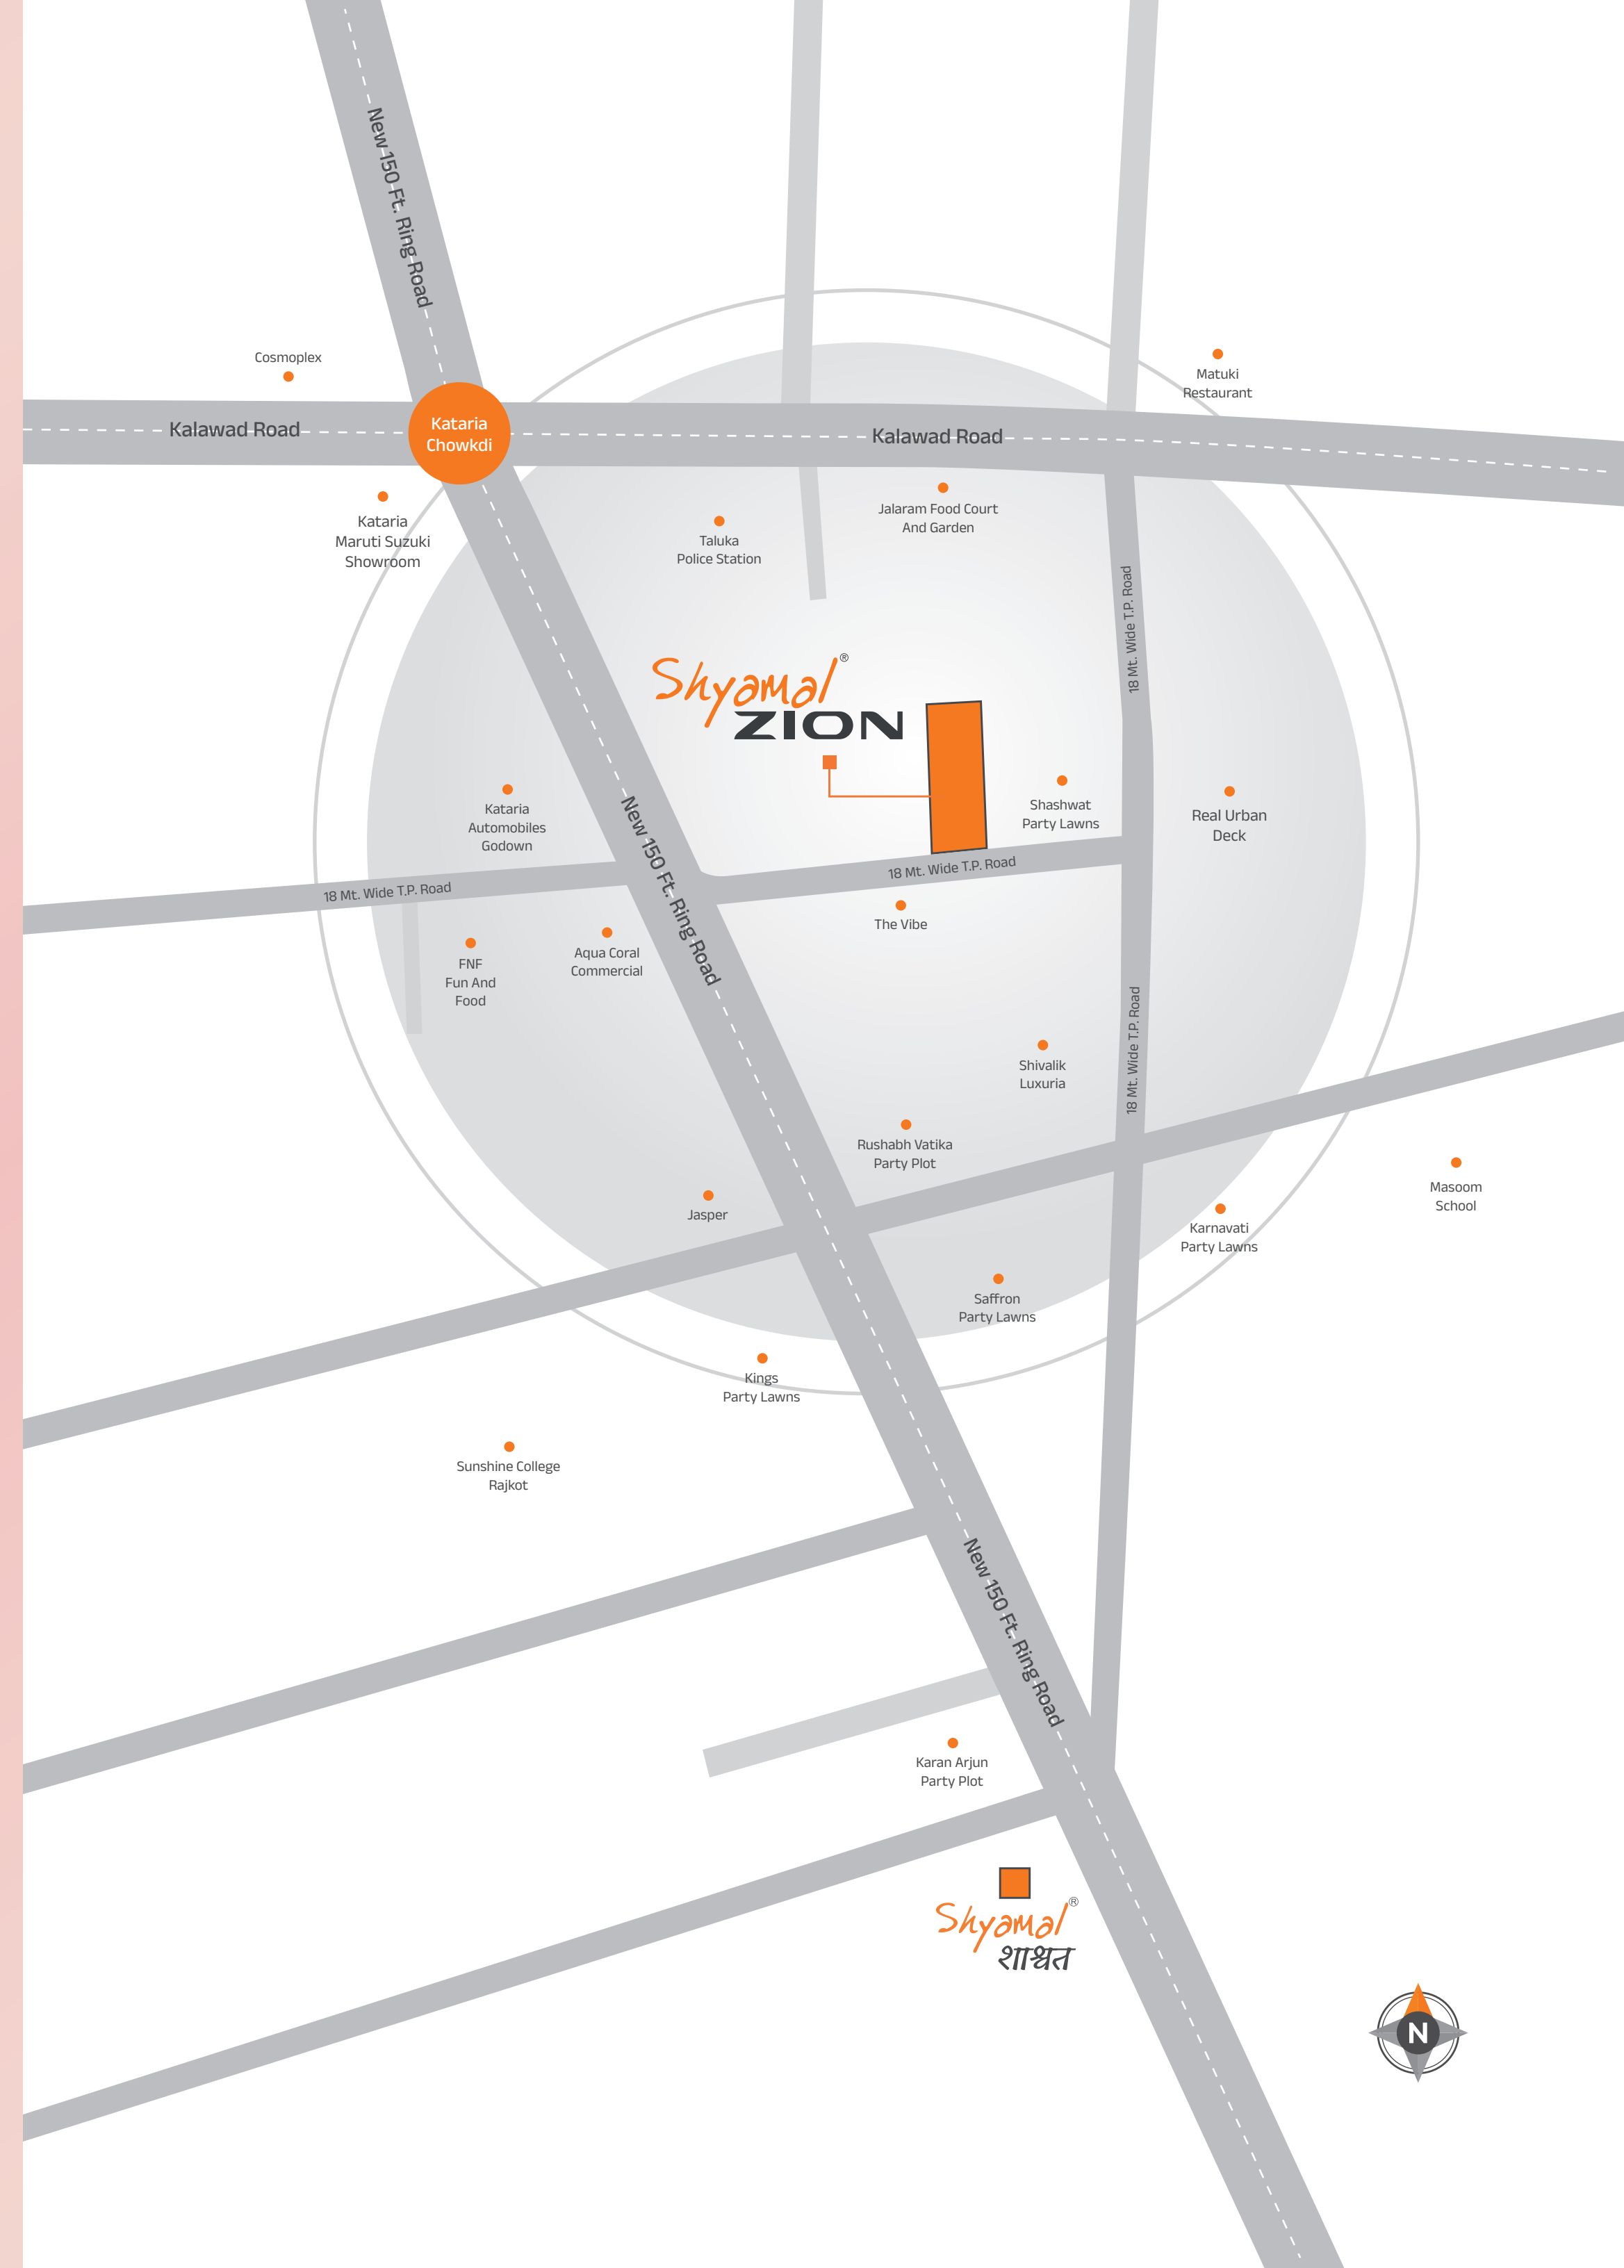 New 150 Ft. Ring Road
Cosmoplex
Matuki
Restaurant
Kalawad Road
Kataria
Chowkdi
Kalawad Road
Kataria
Maruti Suzuki
Showroom
Taluka
Police Station
Jalaram Food Court
And Garden
18 Mt. Wide T.P. Road
Shyamal®
ZION
Kataria
Automobiles
Godown
New 150 Ft. Ring Road
Shashwat
Party Lawns
Real Urban
Deck
18 Mt. Wide T.P. Road
18 Mt. Wide T.P. Road
The Vibe
FNF
Fun And
Food
Aqua Coral
Commercial
18 Mt. Wide T.P. Road
Shivalik
Luxuria
Rushabh Vatika
Party Plot
Jasper
Masoom
School
Karnavati
Party Lawns
Saffron
Party Lawns
Kings
Party Lawns
Sunshine College
Rajkot
New 150 Ft. Ring Road
Karan Arjun
Party Plot
Shyamal®
शाश्वत
N